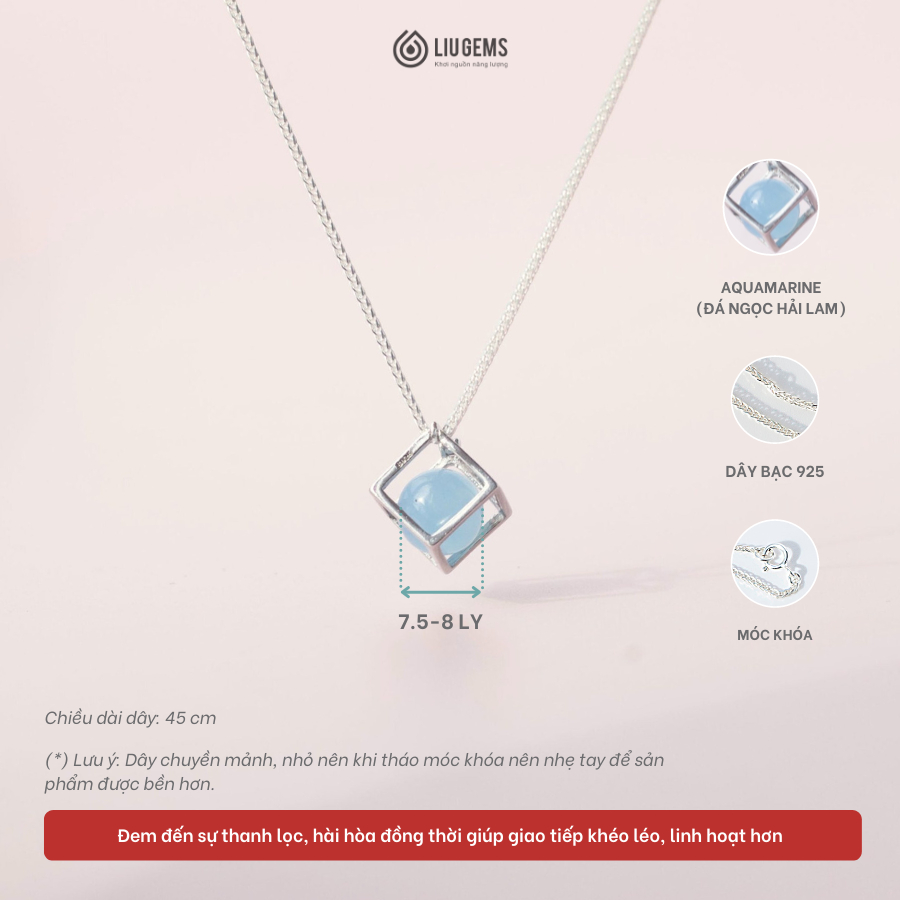 LIUGEMS
Khơi nguồn năng lượng
AQUAMARINE
(ĐÁ NGỌC HẢI LAM)
DÂY BẠC 925
MÓC KHÓA
7.5-8 LY
Chiều dài dây: 45 cm
(*) Lưu ý: Dây chuyền mảnh, nhỏ nên khi tháo móc khóa nên nhẹ tay để sản
phẩm được bền hơn.
Đem đến sự thanh lọc, hài hòa đồng thời giúp giao tiếp khéo léo, linh hoạt hơn